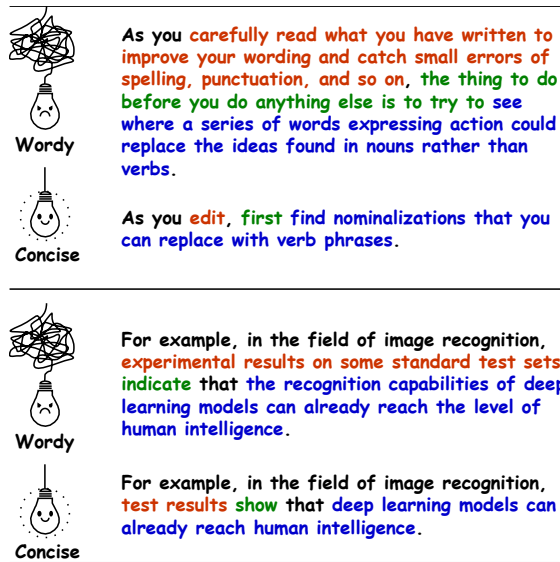 As you carefully read what you have written to
improve your wording and catch small errors of
spelling, punctuation, and so on, the thing to do
before you do anything else is to try to see
where a series of words expressing action could
replace the ideas found in nouns rather than
verbs.
Wordy
As you edit, first find nominalizations that you
can replace with verb phrases.
Concise
For example, in the field of image recognition,
experimental results on some standard test sets
indicate that the recognition capabilities of deep
learning models can already reach the level of
human intelligence.
Wordy
For example, in the field of image recognition,
test results show that deep learning models can
already reach human intelligence.
Concise